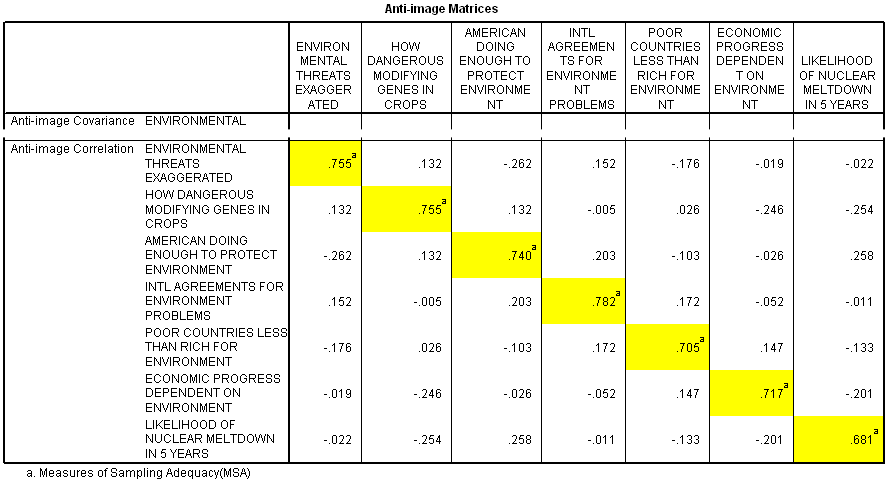 Anti-image Matrices
ENVIRON
MENTAL
THREATS
EXAGGER
ATED
HOW
DANGEROUS
MODIFYING
GENES IN
CROPS
AMERICAN
DOING
ENOUGH TO
PROTECT
ENVIRONME
NT
INTL
AGREEMEN
TS FOR
ENVIRONME
NT
PROBLEMS
POOR
COUNTRIES
LESS THAN
RICH FOR
ENVIRONME
NT
ECONOMIC
PROGRESS
DEPENDEN
T ON
ENVIRONME
NT
LIKELIHOOD
OF NUCLEAR
MELTDOWN
IN 5 YEARS
Anti-image Covariance ENVIRONMENTAL
Anti-image Correlation
ENVIRONMENTAL
THREATS
EXAGGERATED
.755a .132 -.262 .152 -.176 -.019 -.022
HOW DANGEROUS
MODIFYING GENES IN
CROPS
.132 .755a .132 -.005 .026 -.246 -.254
AMERICAN DOING
ENOUGH TO PROTECT
ENVIRONMENT
-.262 .132 .740a .203 -.103 -.026 .258
INTL AGREEMENTS FOR
ENVIRONMENT
PROBLEMS
.152 -.005 .203 .782a .172 -.052 -.011
POOR COUNTRIES LESS
THAN RICH FOR
ENVIRONMENT
-.176 .026 -.103 .172 .705a .147 -.133
ECONOMIC PROGRESS
DEPENDENT ON
ENVIRONMENT
-.019 -.246 -.026 -.052 .147 .717a -.201
LIKELIHOOD OF
NUCLEAR MELTDOWN
IN 5 YEARS
-.022 -.254 .258 -.011 -.133 -.201 .681a
a. Measures of Sampling Adequacy(MSA)